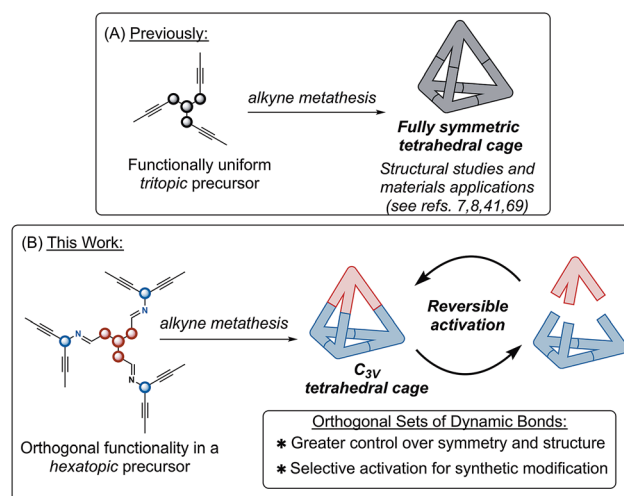 (A) Previously:
alkyne metathesis
Functionally uniform
tritopic precursor
Fully symmetric
tetrahedral cage
Structural studies and
materials applications
(see refs. 7,8,41,69)
(B) This Work:
N
N
N
alkyne metathesis
Orthogonal functionality in a
hexatopic precursor
C3V
tetrahedral cage
Reversible
activation
Orthogonal Sets of Dynamic Bonds:
✱ Greater control over symmetry and structure
✱ Selective activation for synthetic modification